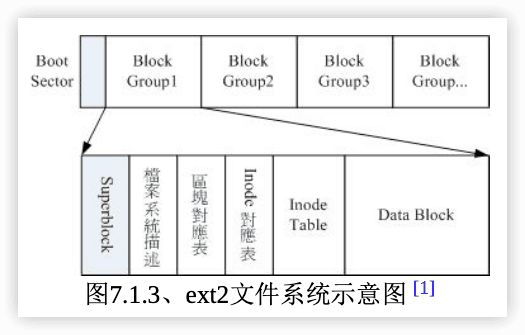 Boot
Sector
Block
Group1
Block
Group2
Block
Group3
Block
Group...
Superblock
檔案系統描述
區塊對應表
Inode 對應表
Inode
Table
Data Block
图7.1.3、ext2文件系统示意图 [1]